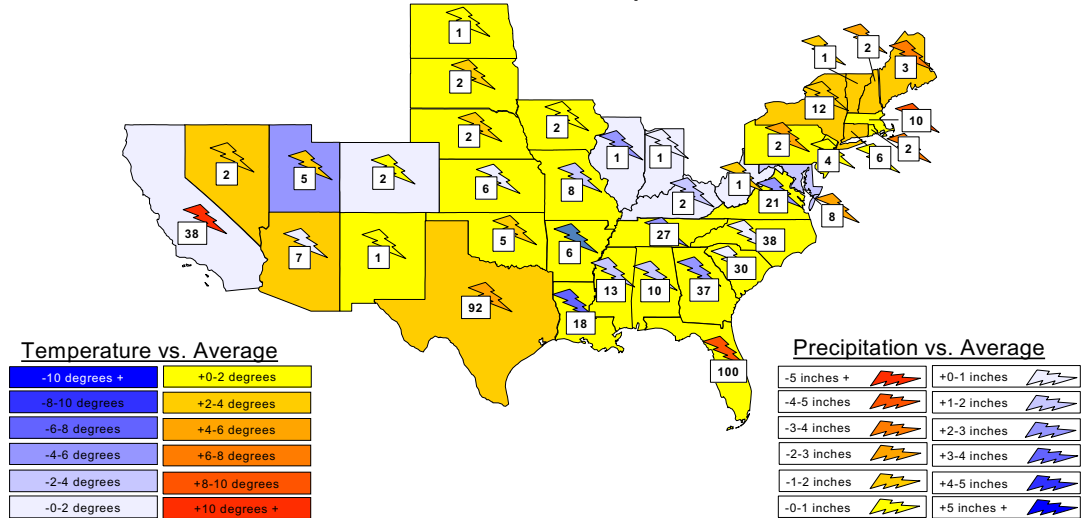 1
2
1
2
3
2
12
10
2
2
2
1
1
2
4
6
2
5
2
6
8
2
1
21
8
38
7
1
5
6
27
38
30
13
10
37
92
18
100
Temperature vs. Average
-10 degrees + +0-2 degrees
-8-10 degrees +2-4 degrees
-6-8 degrees +4-6 degrees
-4-6 degrees +6-8 degrees
-2-4 degrees +8-10 degrees
-0-2 degrees +10 degrees +
Precipitation vs. Average
-5 inches + +0-1 inches
-4-5 inches +1-2 inches
-3-4 inches +2-3 inches
-2-3 inches +3-4 inches
-1-2 inches +4-5 inches
-0-1 inches +5 inches +